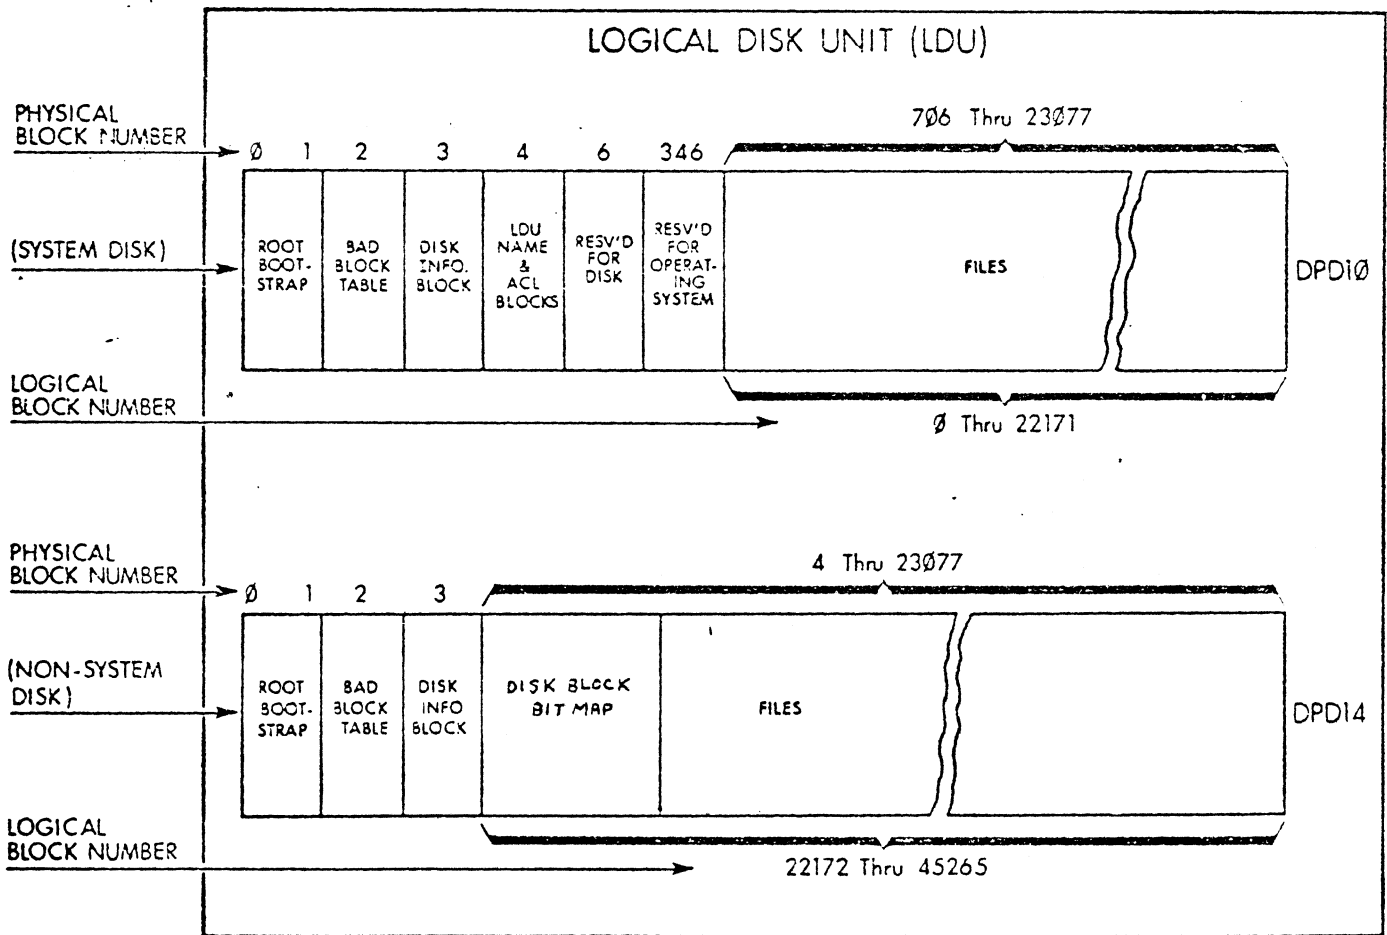 LOGICAL DISK UNIT (LDU)
PHYSICAL
BLOCK NUMBER
7Ø6 Thru 23Ø77
Ø 1 2 3 4 6 346
(SYSTEM DISK)
ROOT
BOOT-
STRAP
BAD
BLOCK
TABLE
DISK
INFO.
BLOCK
LDU
NAME
&
ACL
BLOCKS
RESV'D
FOR
DISK
RESV'D
FOR
OPERAT-
ING
SYSTEM
FILES
DPD1Ø
LOGICAL
BLOCK NUMBER
Ø Thru 22171
PHYSICAL
BLOCK NUMBER
4 Thru 23Ø77
Ø 1 2 3
(NON-SYSTEM
DISK)
ROOT
BOOT-
STRAP
BAD
BLOCK
TABLE
DISK
INFO
BLOCK
DISK BLOCK
BIT MAP
FILES
DPD14
LOGICAL
BLOCK NUMBER
22172 Thru 45265